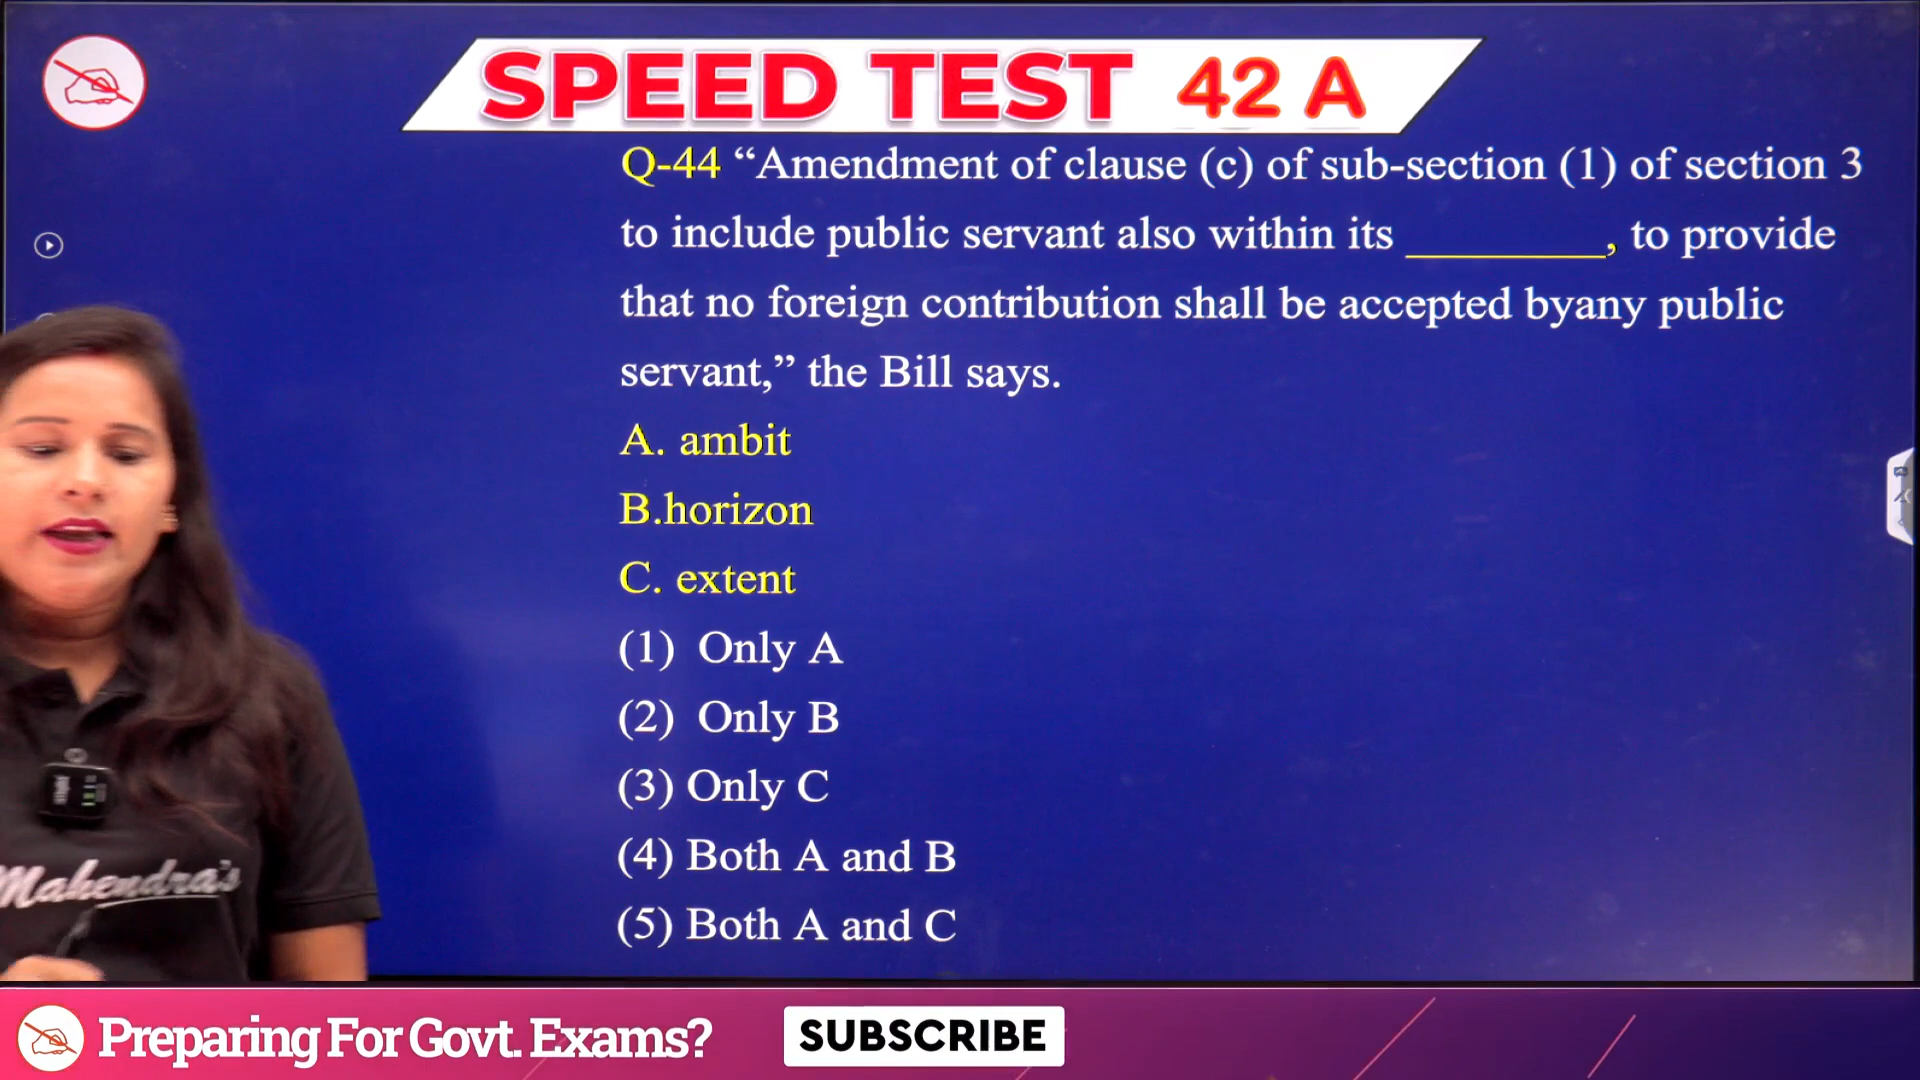 SPEED TEST 42 A
Q-44 “Amendment of clause (c) of sub-section (1) of section 3
to include public servant also within its _________, to provide
that no foreign contribution shall be accepted byany public
servant,” the Bill says.
A. ambit
B.horizon
C. extent
(1) Only A
(2) Only B
(3) Only C
(4) Both A and B
(5) Both A and C
Mahendra's
Preparing For Govt. Exams?
SUBSCRIBE